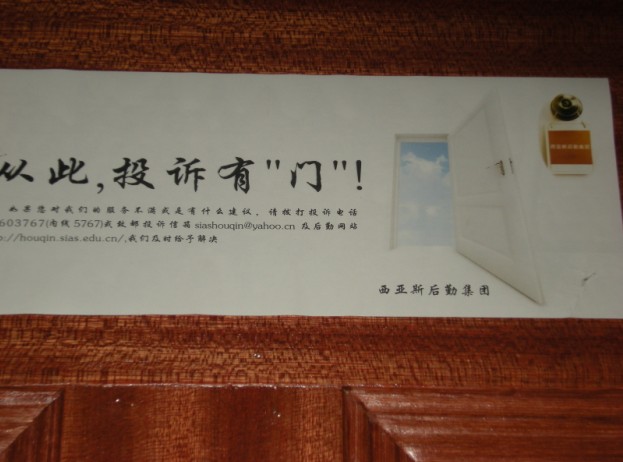 从此,投诉有"门"!
如果您对我们的服务不满或是有什么建议,请拨打投诉电话
603767(内线5767)或致邮投诉信箱siashouqin@yahoo.cn及后勤网站
p://houqin.sias.edu.cn/,我们及时给予解决
西亚斯后勤集团